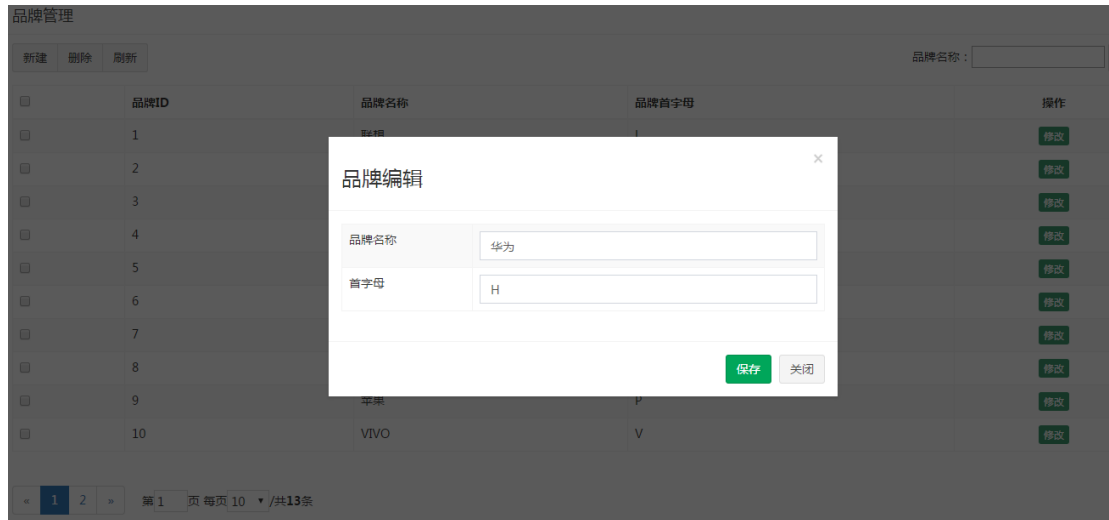 品牌管理
新建 删除 刷新 品牌名称：
品牌ID 品牌名称 品牌首字母 操作
1 联想 L 修改
2 修改
3 修改
4 修改
5 修改
6 修改
7 修改
8 修改
9 苹果 P 修改
10 VIVO V 修改
« 1 2 » 第 1 页 每页 10 /共13条
×
品牌编辑
品牌名称 华为
首字母 H
保存 关闭